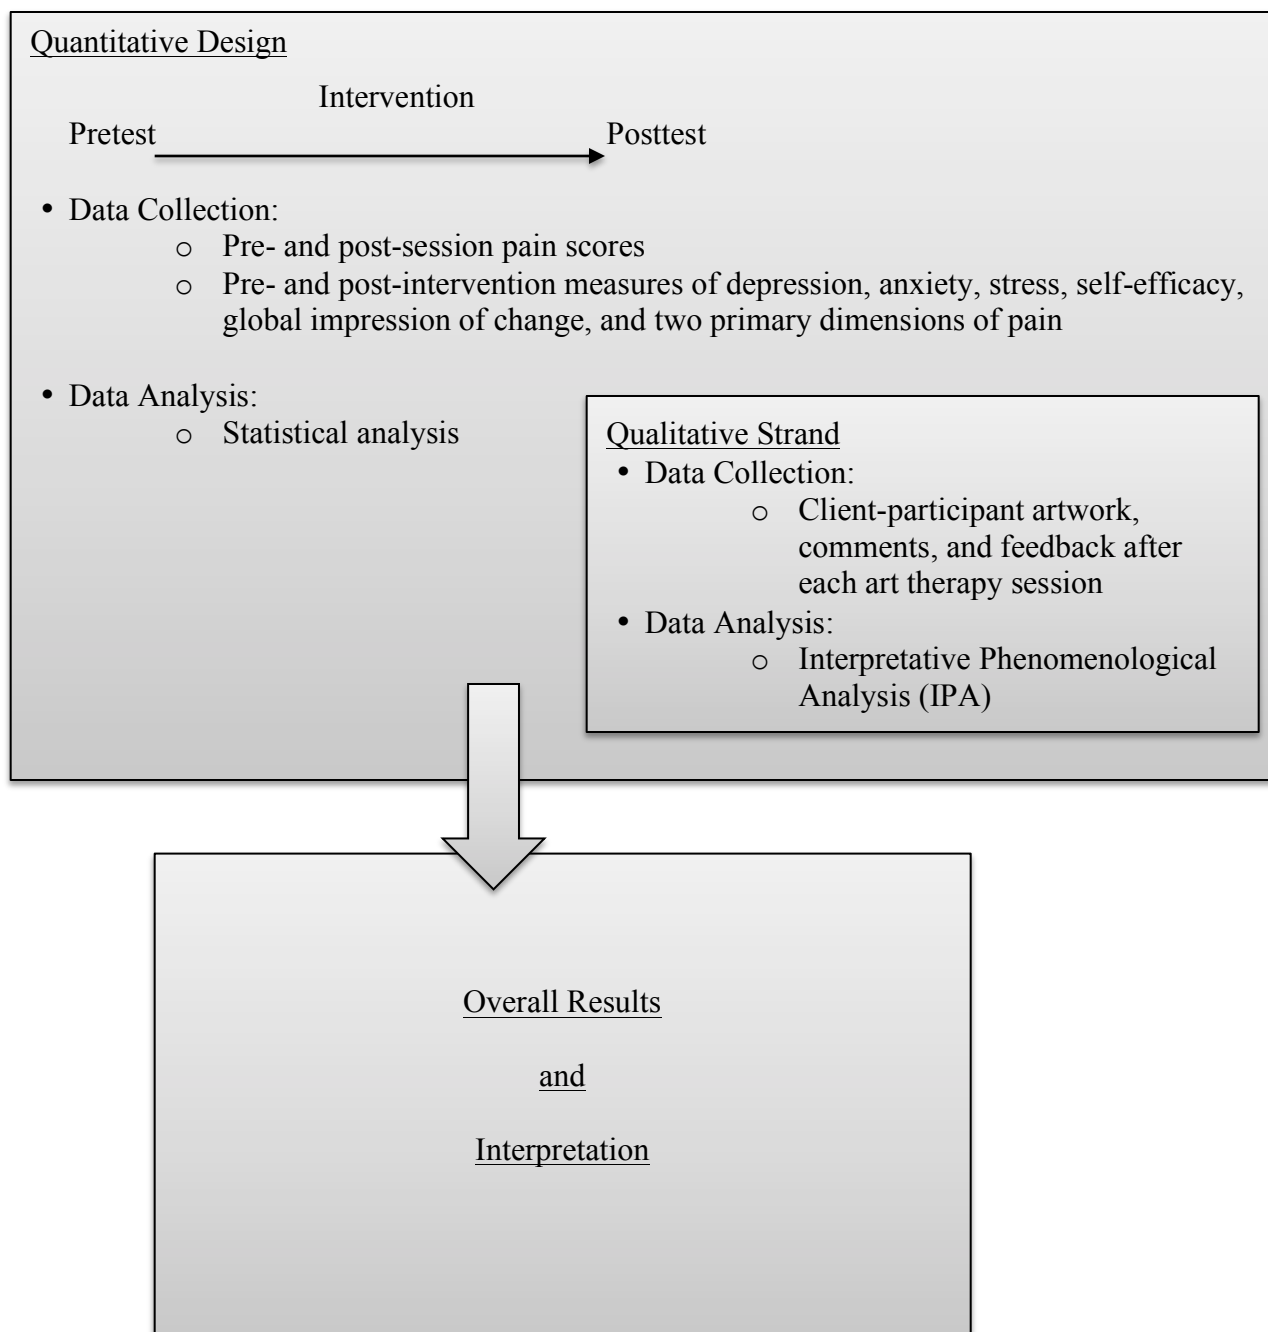 Quantitative Design
Intervention
Pretest Posttest
• Data Collection:
o Pre- and post-session pain scores
o Pre- and post-intervention measures of depression, anxiety, stress, self-efficacy,
global impression of change, and two primary dimensions of pain
• Data Analysis:
o Statistical analysis
Qualitative Strand
• Data Collection:
o Client-participant artwork,
comments, and feedback after
each art therapy session
• Data Analysis:
o Interpretative Phenomenological
Analysis (IPA)
Overall Results
and
Interpretation